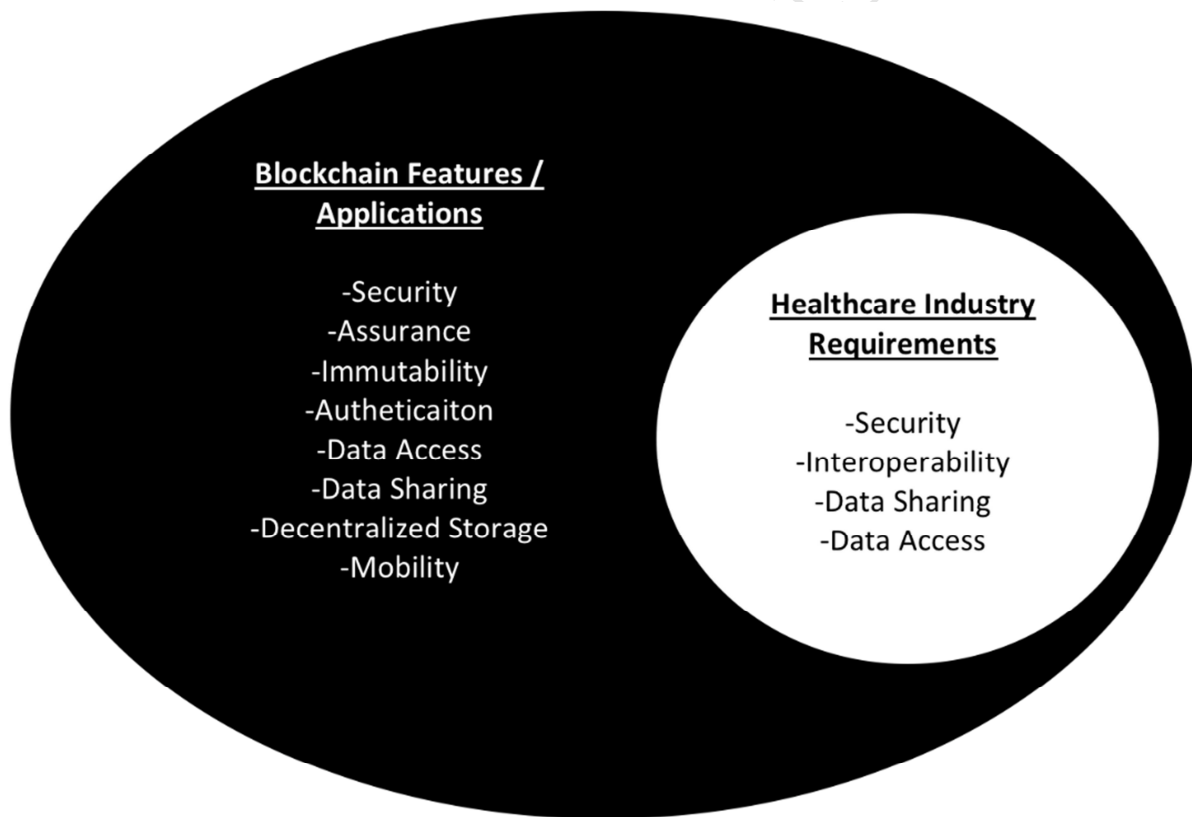 Blockchain Features /
Applications
-Security
-Assurance
-Immutability
-Autheticaiton
-Data Access
-Data Sharing
-Decentralized Storage
-Mobility
Healthcare Industry
Requirements
-Security
-Interoperability
-Data Sharing
-Data Access